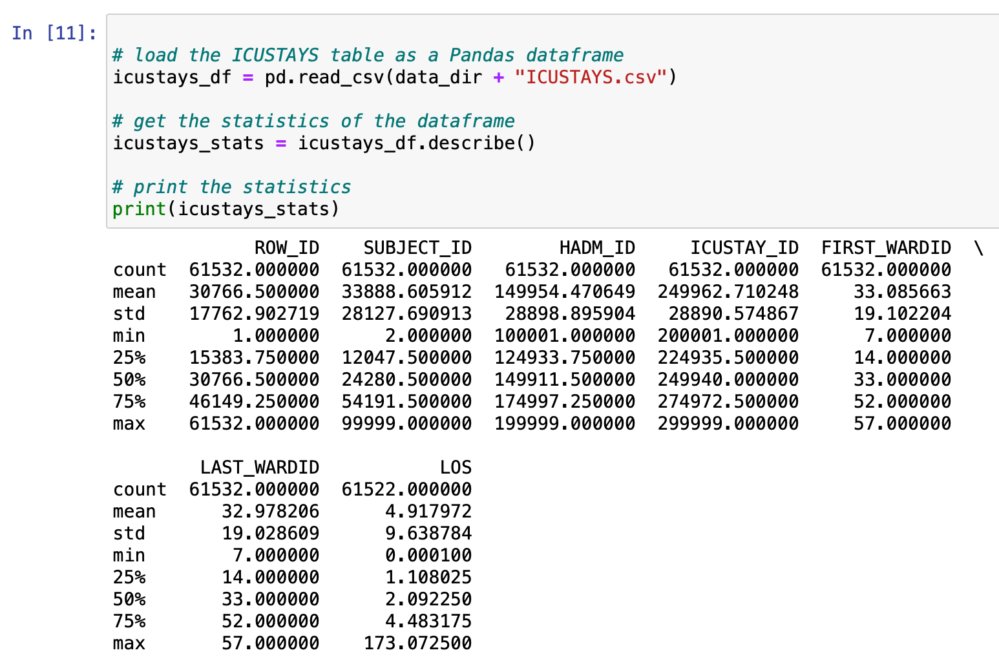 In [11]:
# load the ICUSTAYS table as a Pandas dataframe
icustays_df = pd.read_csv(data_dir + "ICUSTAYS.csv")
# get the statistics of the dataframe
icustays_stats = icustays_df.describe()
# print the statistics
print(icustays_stats)
ROW_ID SUBJECT_ID HADM_ID ICUSTAY_ID FIRST_WARDID \
count 61532.000000 61532.000000 61532.000000 61532.000000 61532.000000
mean 30766.500000 33888.605912 149954.470649 249962.710248 33.085663
std 17762.902719 28127.690913 28898.895904 28890.574867 19.102204
min 1.000000 2.000000 100001.000000 200001.000000 7.000000
25% 15383.750000 12047.500000 124933.750000 224935.500000 14.000000
50% 30766.500000 24280.500000 149911.500000 249940.000000 33.000000
75% 46149.250000 54191.500000 174997.250000 274972.500000 52.000000
max 61532.000000 99999.000000 199999.000000 299999.000000 57.000000
LAST_WARDID LOS
count 61532.000000 61522.000000
mean 32.978206 4.917972
std 19.028609 9.638784
min 7.000000 0.000100
25% 14.000000 1.108025
50% 33.000000 2.092250
75% 52.000000 4.483175
max 57.000000 173.072500